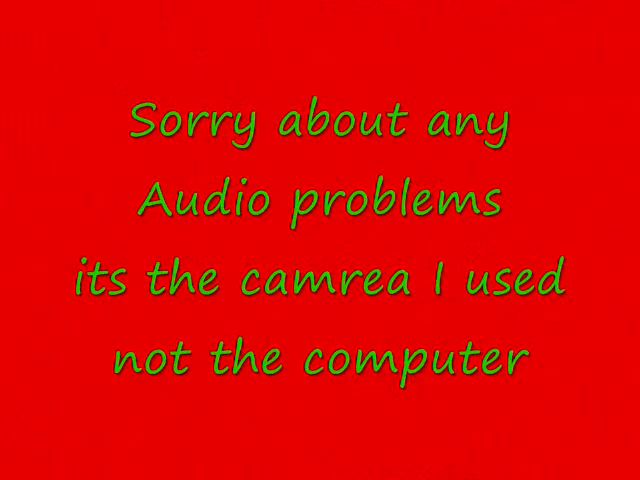 Sorry about any
Audio problems
its the camrea I used
not the computer